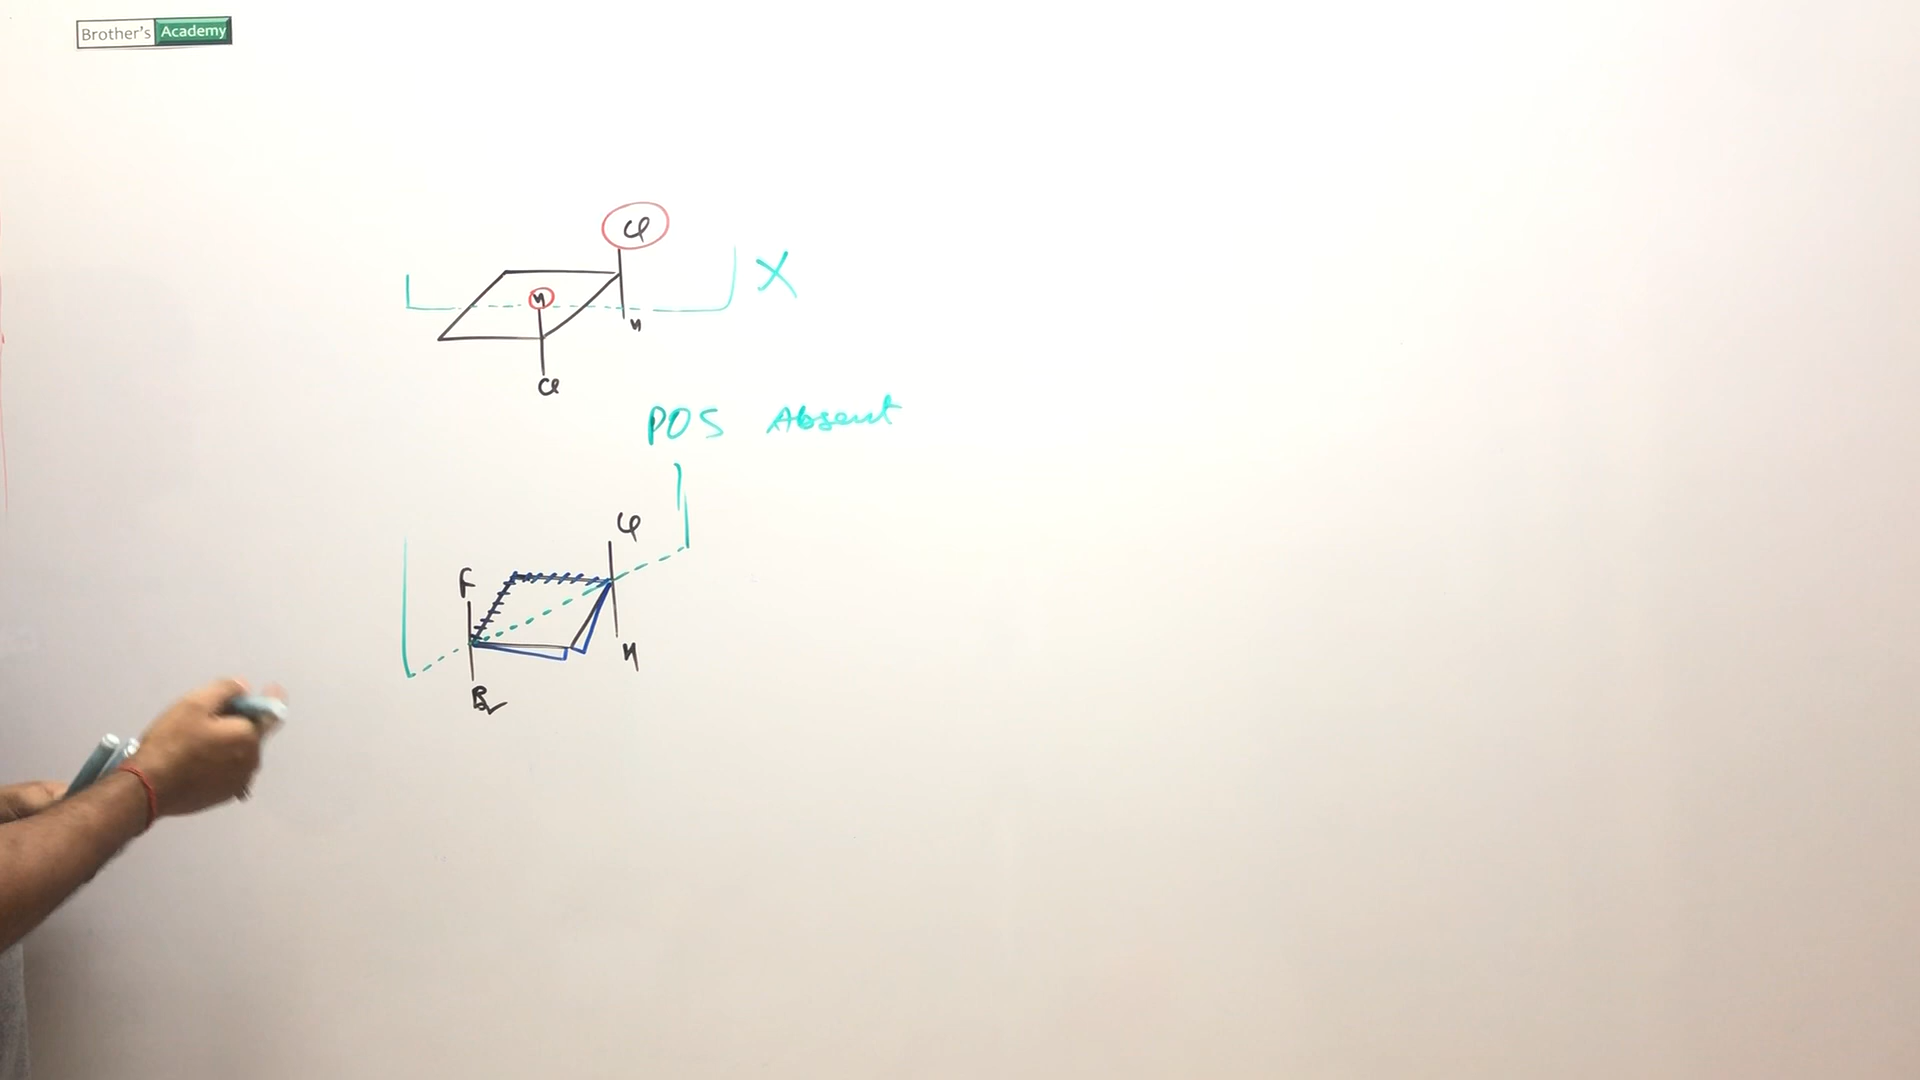 Brother's Academy
Cl
H
X
H
Cl
POS Absent
Cl
F
H
Br